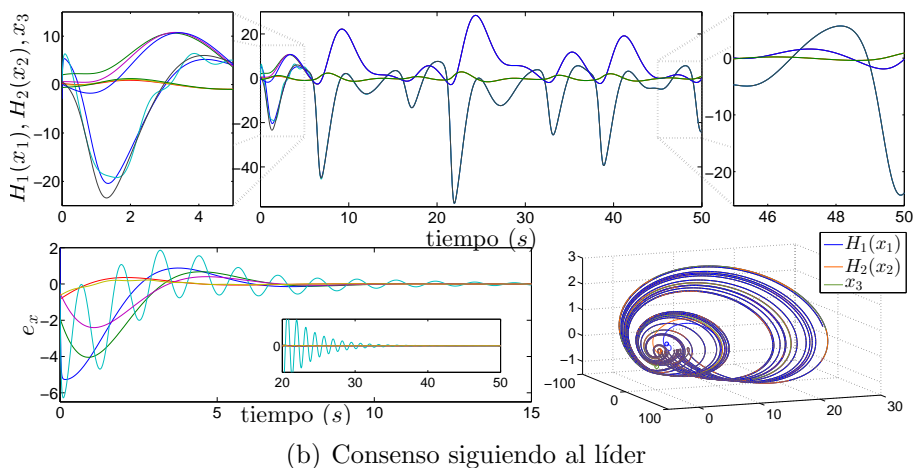 H₁(x₁), H₂(x₂), x₃
10
0
−10
−20
0 2 4
20
0
−20
−40
0 10 20 30 40 50
tiempo (s)
0
−10
−20
46 48 50
e_x
2
0
−2
−4
−6
0 5 10 15
tiempo (s)
0
20 30 40 50
H₁(x₁)
H₂(x₂)
x₃
3
2
1
0
−1
−100
0
100
0 10 20 30
(b) Consenso siguiendo al líder